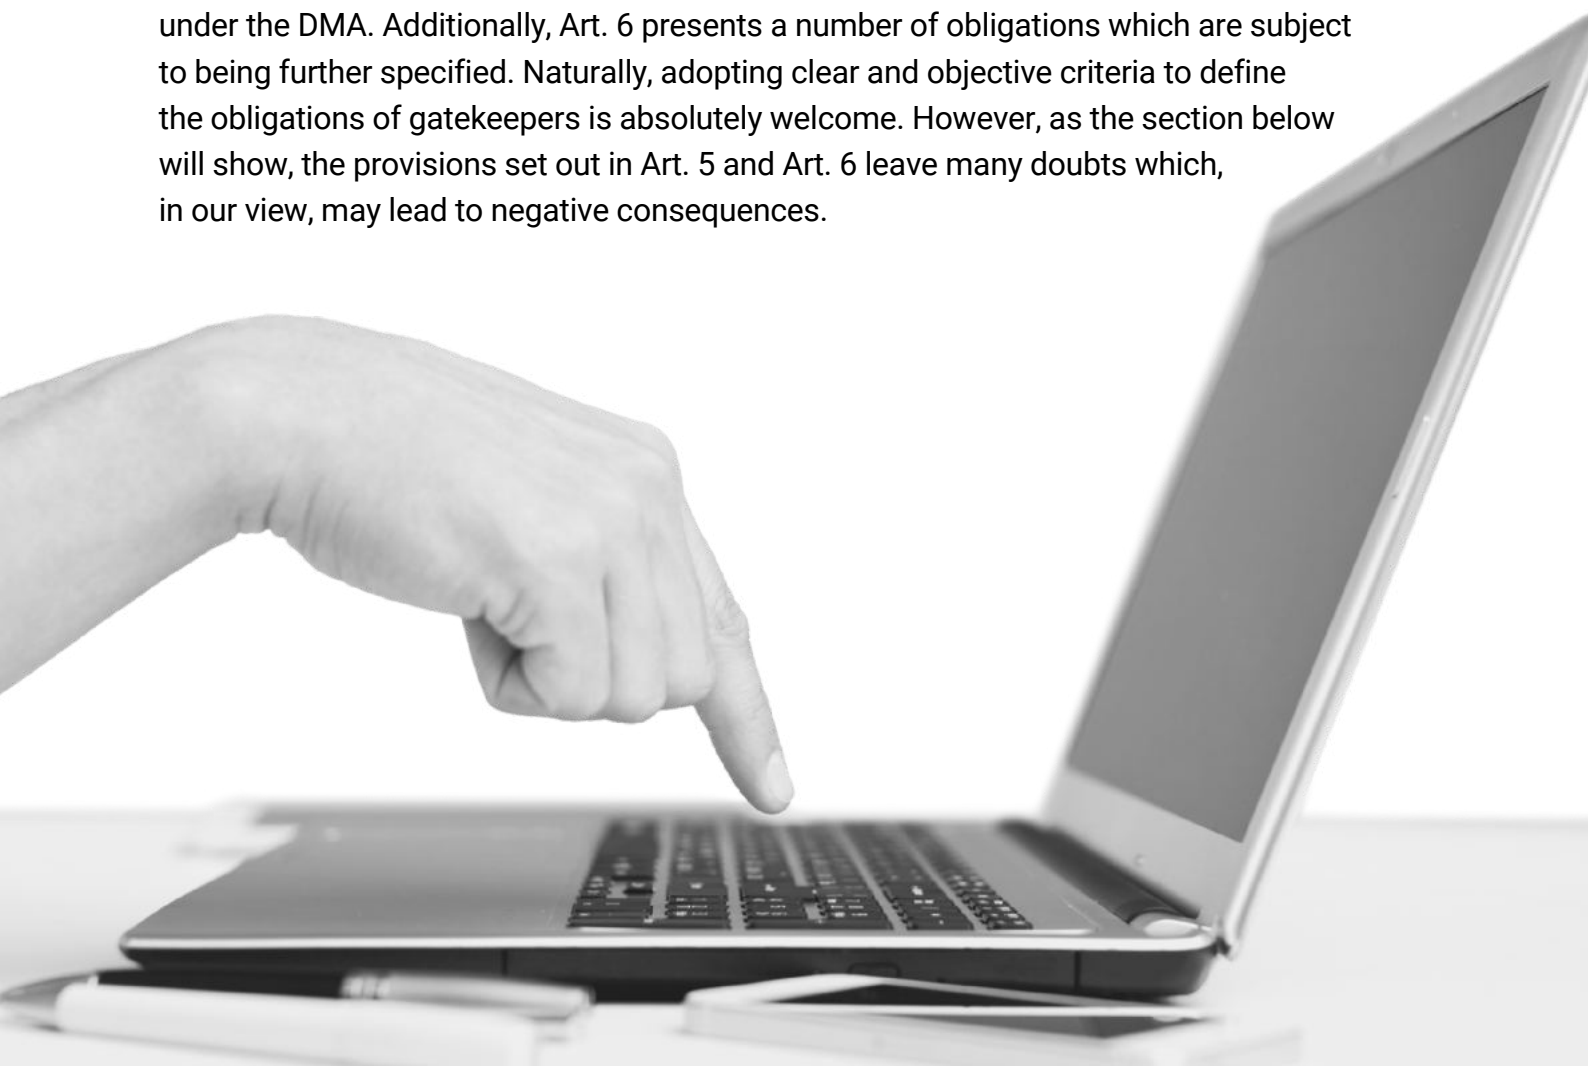 under the DMA. Additionally, Art. 6 presents a number of obligations which are subject
to being further specified. Naturally, adopting clear and objective criteria to define
the obligations of gatekeepers is absolutely welcome. However, as the section below
will show, the provisions set out in Art. 5 and Art. 6 leave many doubts which,
in our view, may lead to negative consequences.